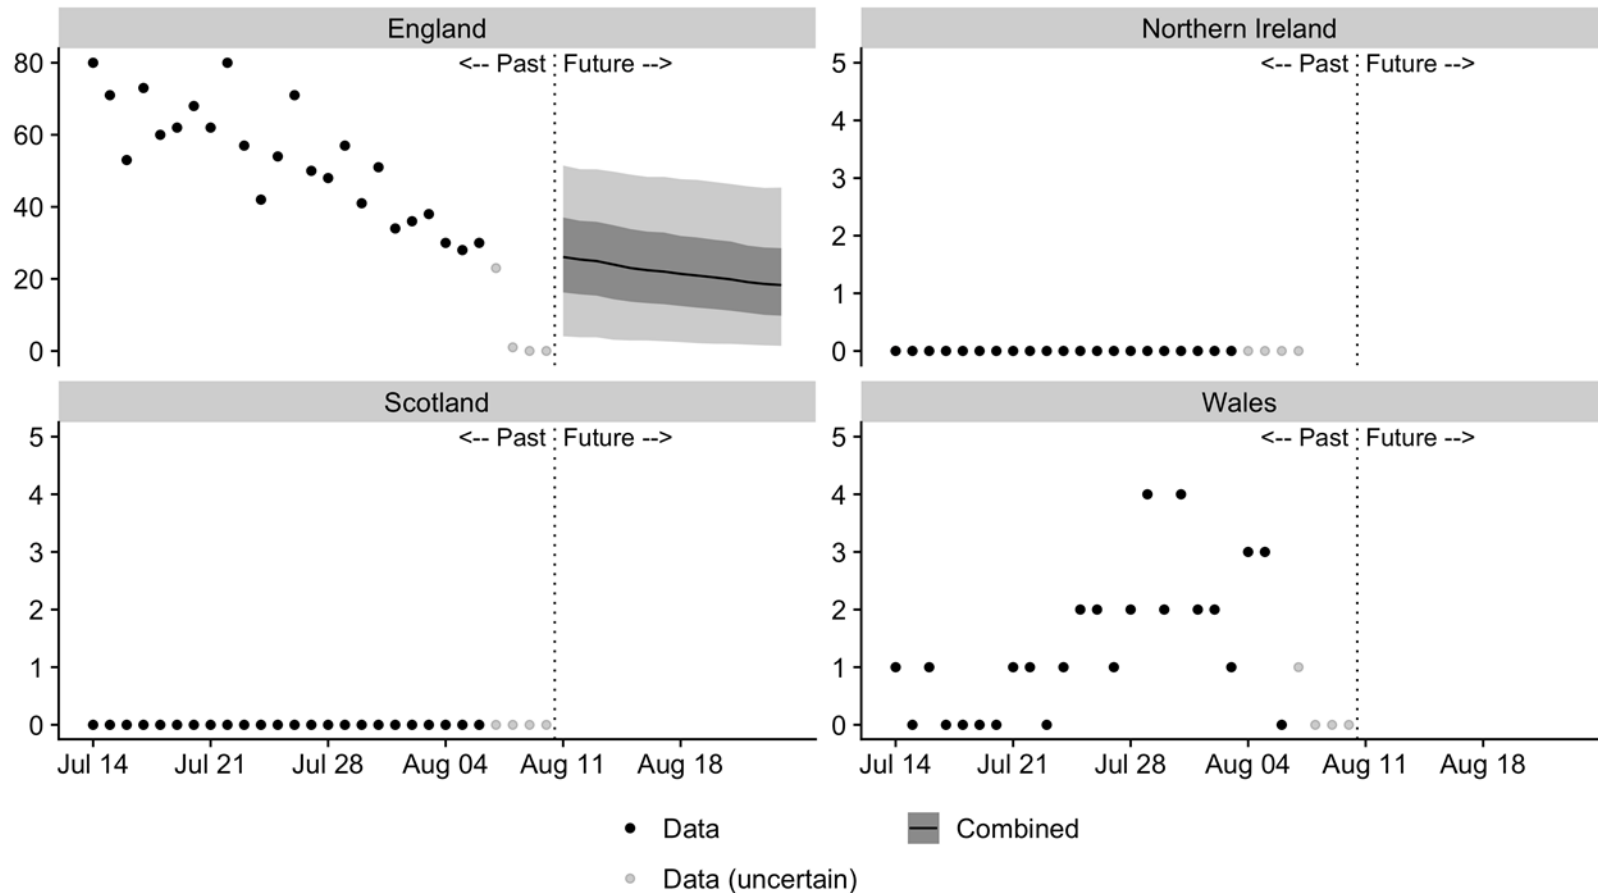 England
Northern Ireland
80
60
40
20
0
<-- Past Future -->
5
4
3
2
1
0
<-- Past Future -->
Scotland
Wales
5
4
3
2
1
0
<-- Past Future -->
5
4
3
2
1
0
<-- Past Future -->
Jul 14 Jul 21 Jul 28 Aug 04 Aug 11 Aug 18
Jul 14 Jul 21 Jul 28 Aug 04 Aug 11 Aug 18
Data
Combined
Data (uncertain)